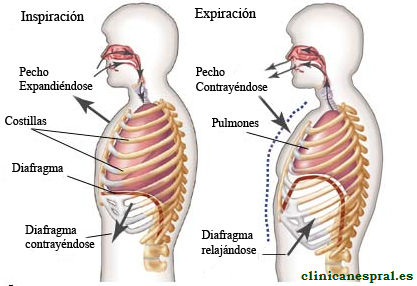 Inspiración
Pecho
Expandiéndose
Costillas
Diafragma
Diafragma
contrayéndose
Expiración
Pecho
Contrayéndose
Pulmones
Diafragma
relajándose
clinicanespral.es